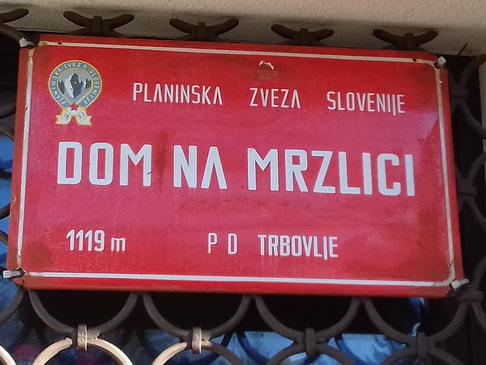 PLANINSKA ZVEZA SLOVENIJE
DOM NA MRZLICI
1119 m P D TRBOVLJE